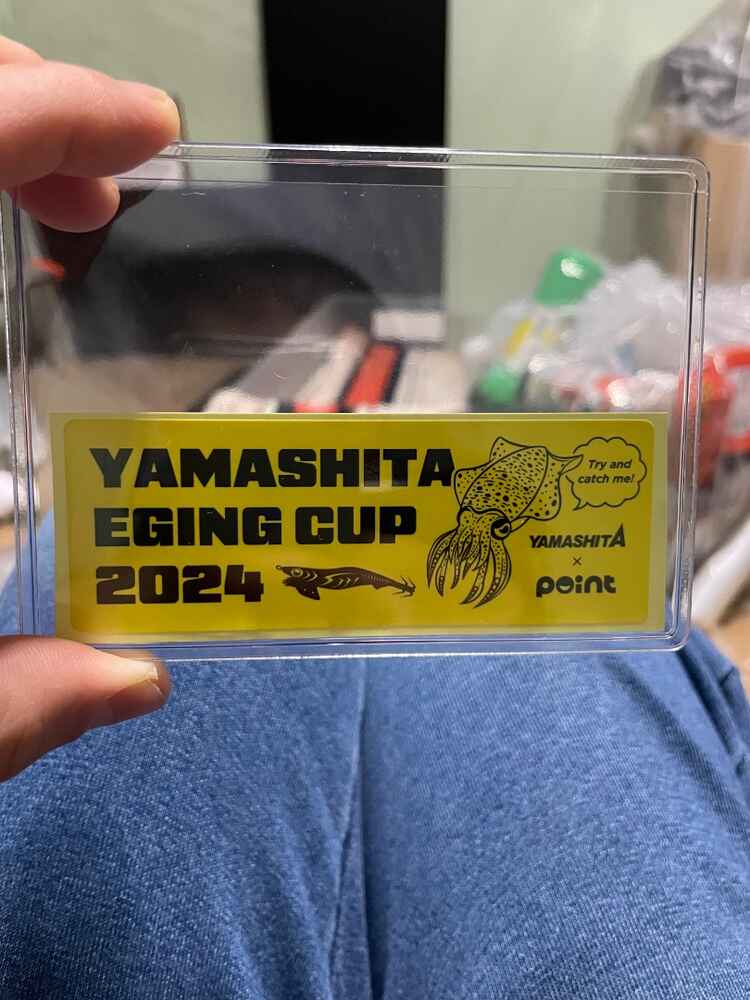 YAMASHITA
EGING CUP
2024
Try and
catch me!
YAMASHITA
×
point